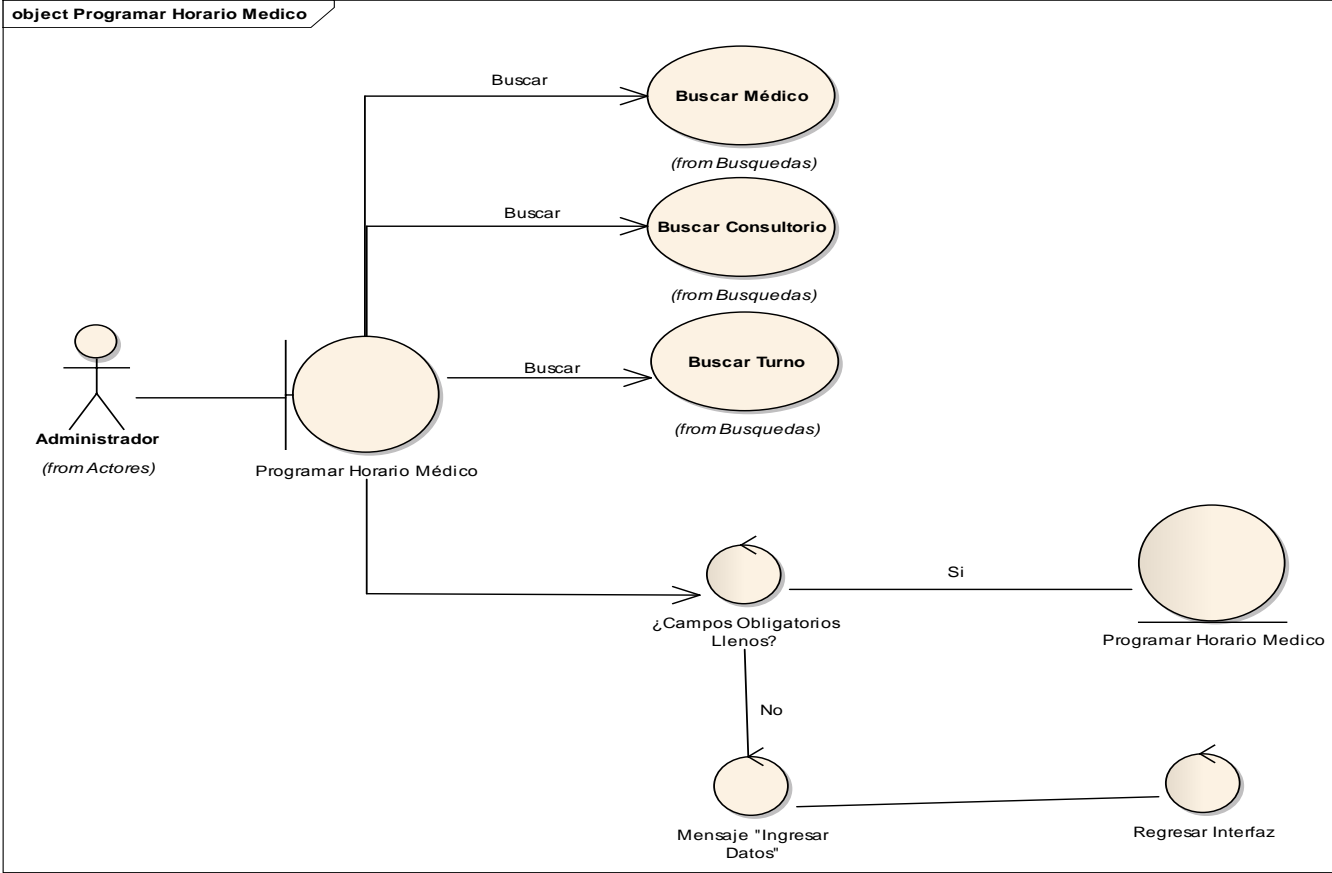 object Programar Horario Medico
Buscar
Buscar Médico
(from Busquedas)
Buscar
Buscar Consultorio
(from Busquedas)
Buscar
Buscar Turno
(from Busquedas)
Administrador
(from Actores)
Programar Horario Médico
¿Campos Obligatorios
Llenos?
Si
Programar Horario Medico
No
Mensaje "Ingresar
Datos"
Regresar Interfaz